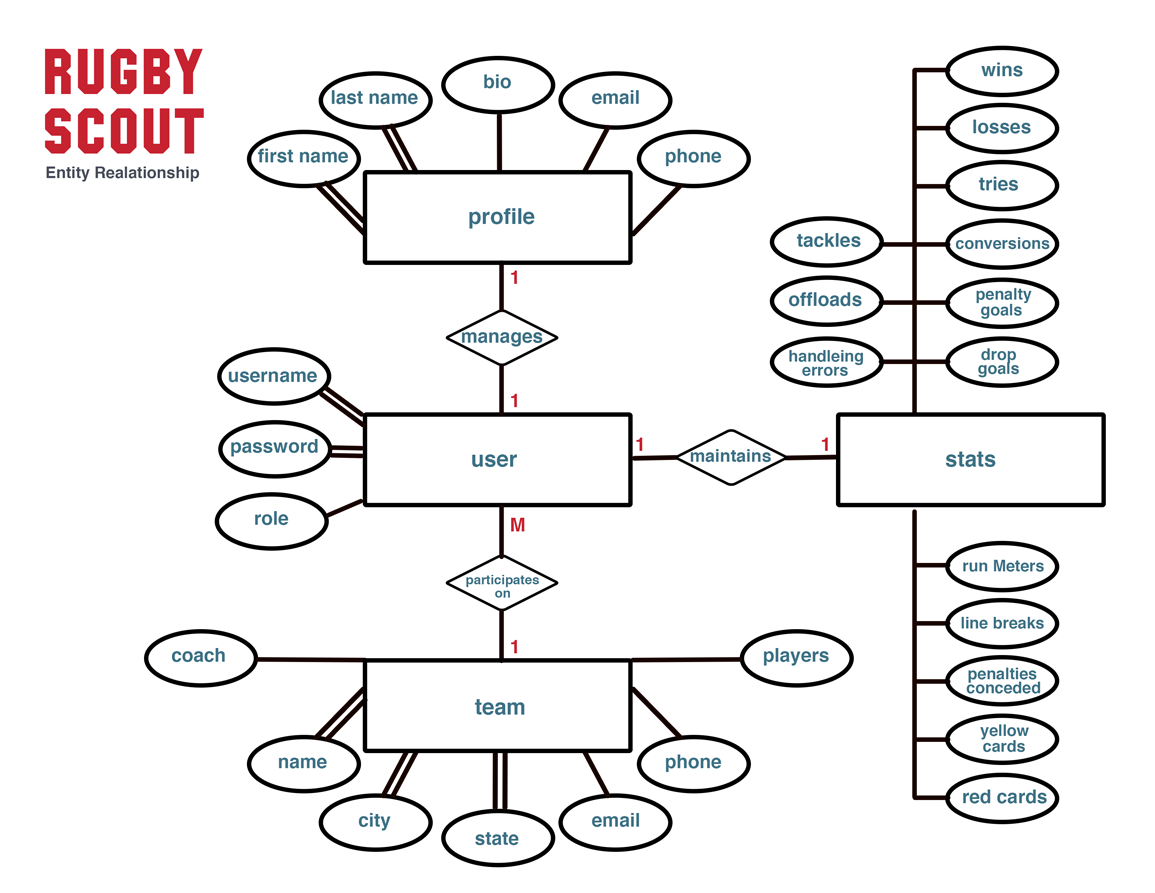 RUGBY
SCOUT
Entity Realationship
last name
bio
email
first name
phone
profile
1
manages
1
username
password
role
user
1
maintains
1
stats
wins
losses
tries
tackles
conversions
offloads
penalty
goals
handleing
errors
drop
goals
M
participates
on
1
coach
players
team
name
phone
city
state
email
run Meters
line breaks
penalties
conceded
yellow
cards
red cards